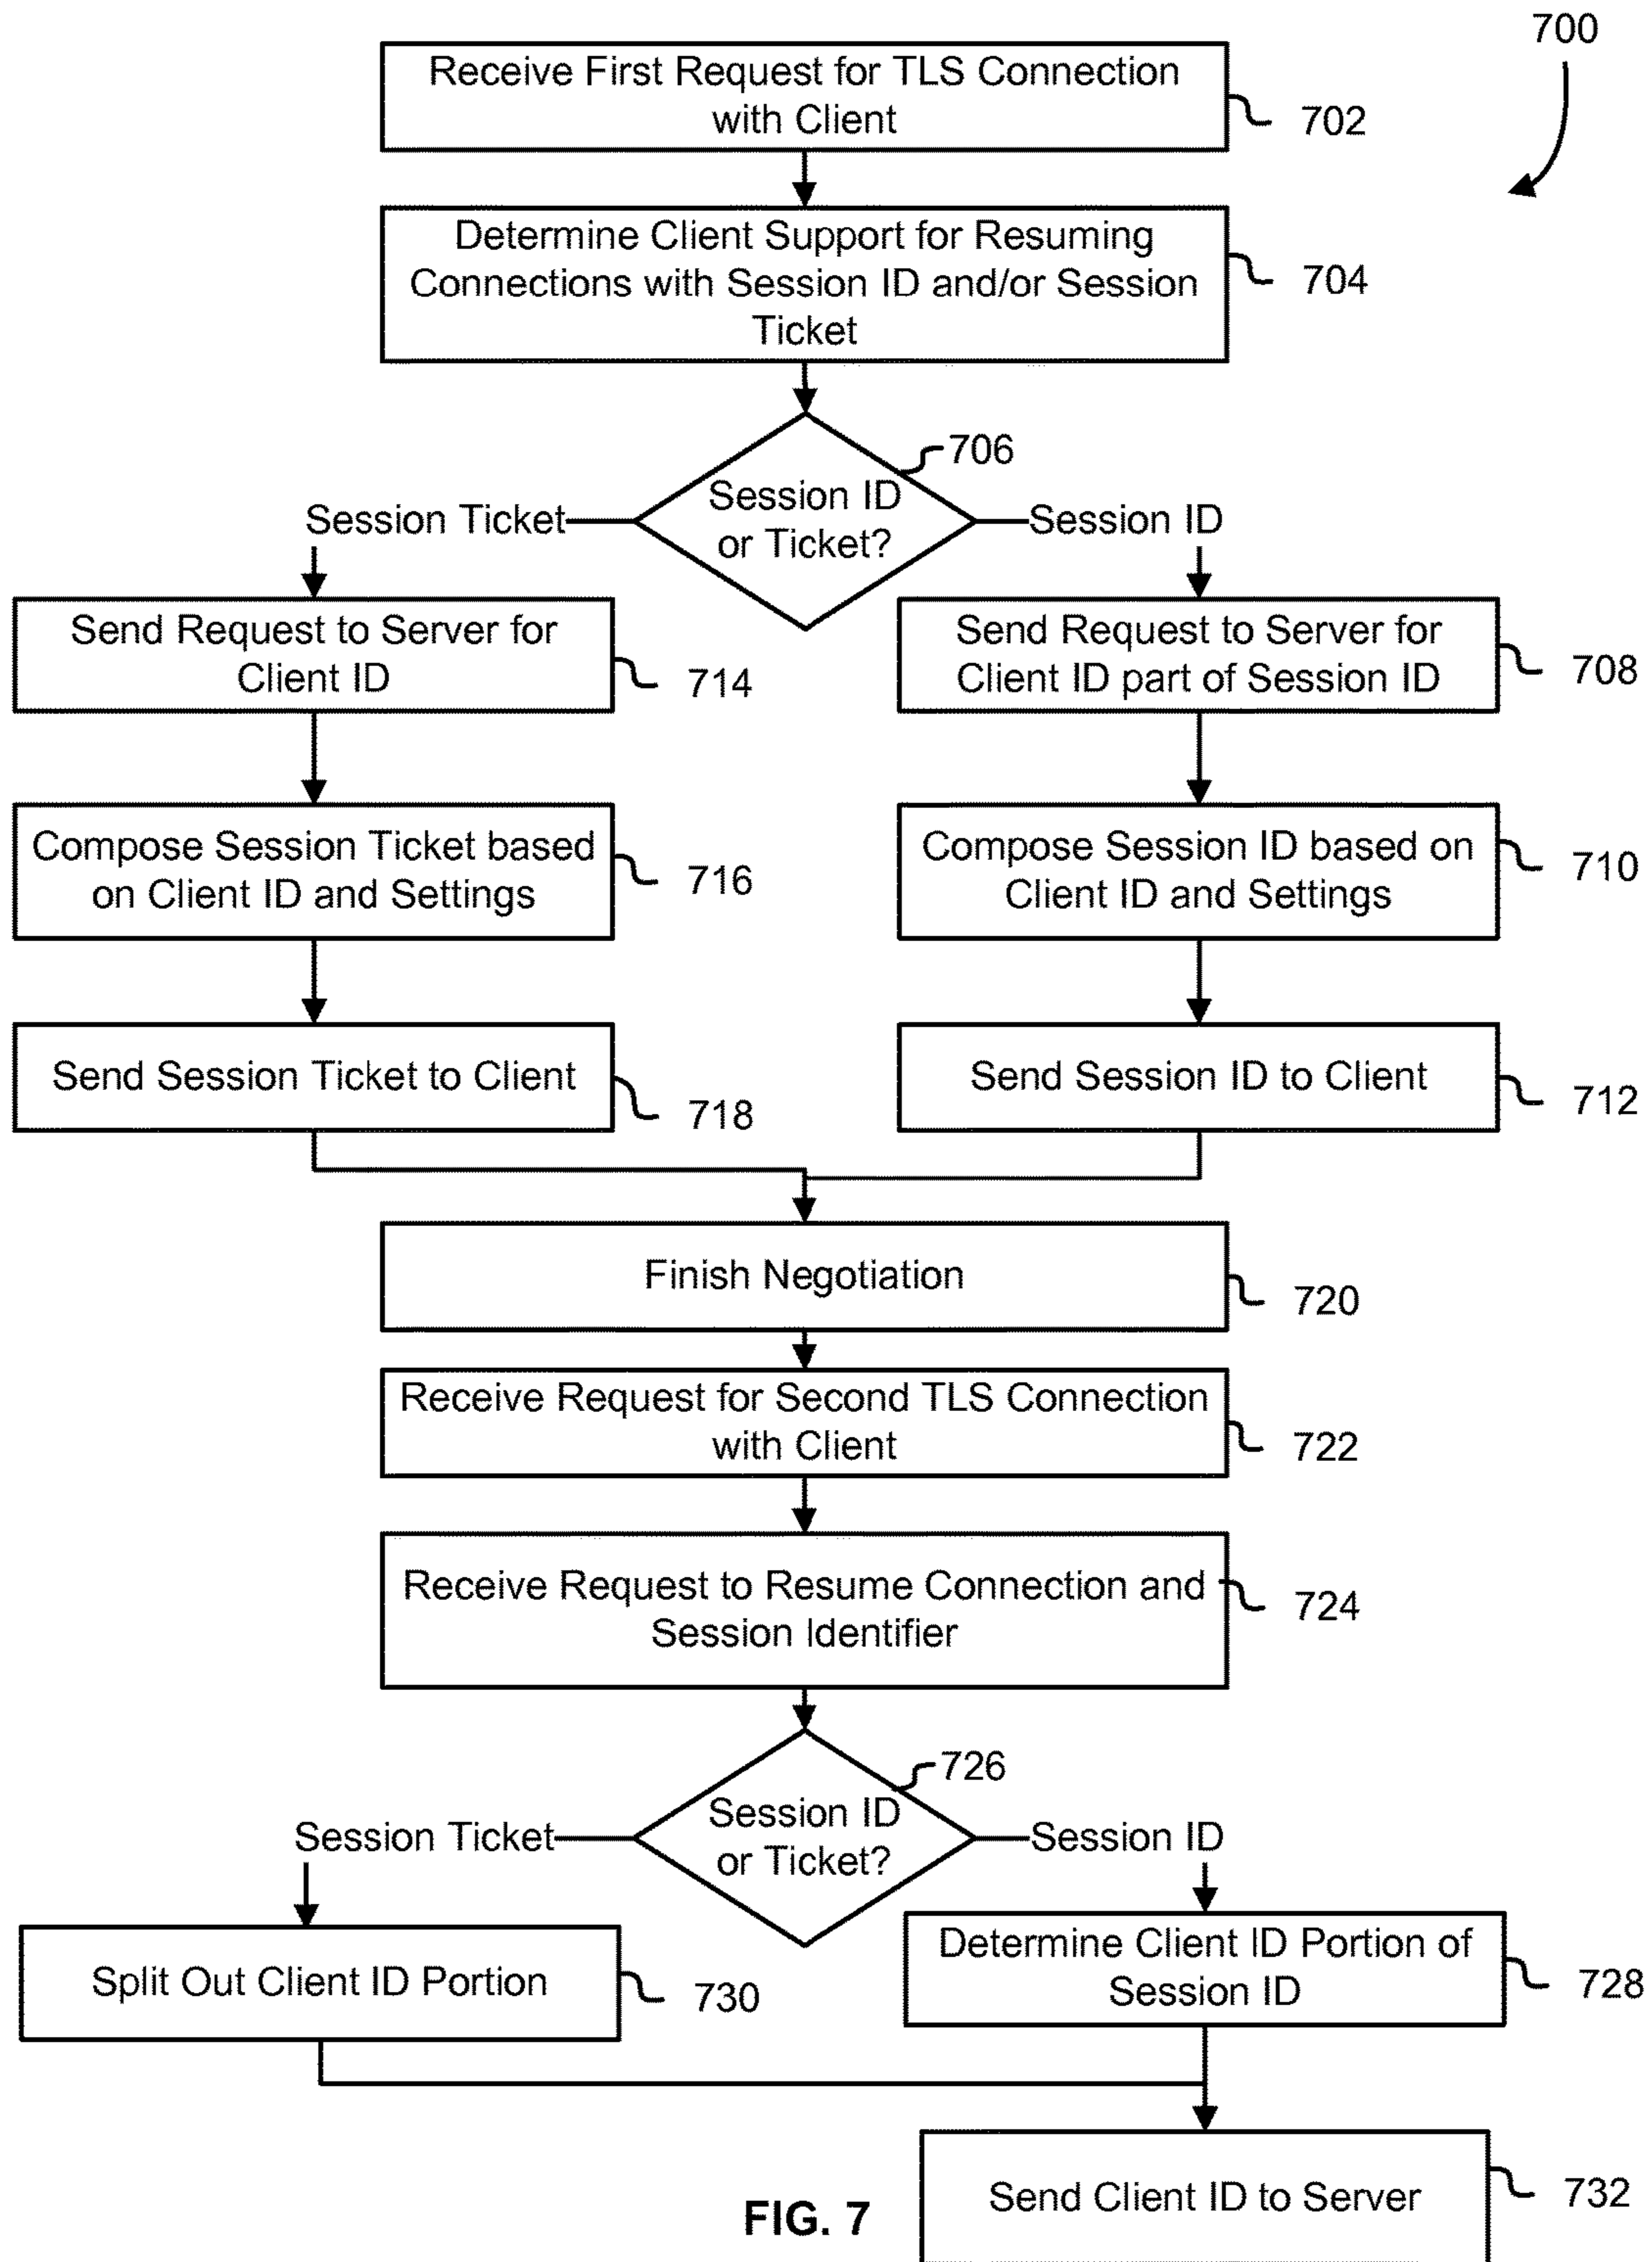 700
Receive First Request for TLS Connection
with Client
702
Determine Client Support for Resuming
Connections with Session ID and/or Session
Ticket
704
706
Session ID
or Ticket?
Session Ticket
Session ID
Send Request to Server for
Client ID
714
Send Request to Server for
Client ID part of Session ID
708
Compose Session Ticket based
on Client ID and Settings
716
Compose Session ID based on
Client ID and Settings
710
Send Session Ticket to Client
718
Send Session ID to Client
712
Finish Negotiation
720
Receive Request for Second TLS Connection
with Client
722
Receive Request to Resume Connection and
Session Identifier
724
726
Session ID
or Ticket?
Session Ticket
Session ID
Split Out Client ID Portion
730
Determine Client ID Portion of
Session ID
728
Send Client ID to Server
732
FIG. 7